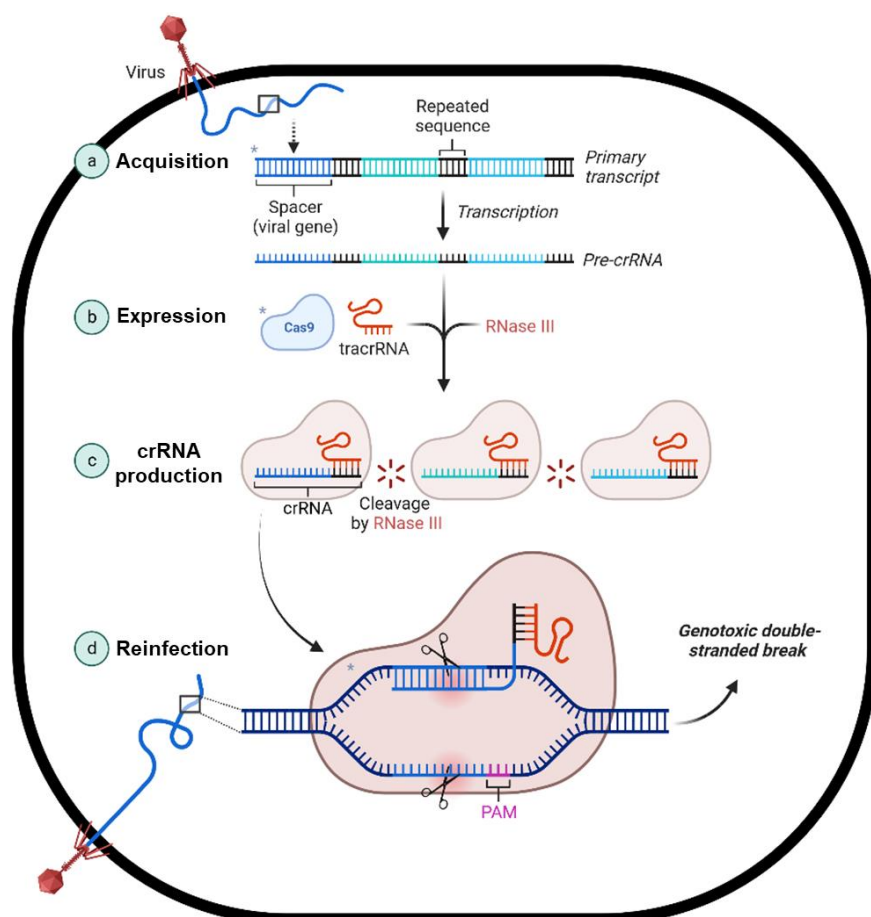 Virus
Repeated
sequence
* 
a Acquisition
Primary
transcript
Spacer
(viral gene)
Transcription
Pre-crRNA
b Expression
*
Cas9
tracrRNA
RNase III
c crRNA
production
crRNA
Cleavage
by RNase III
d Reinfection
*
Genotoxic double-
stranded break
PAM